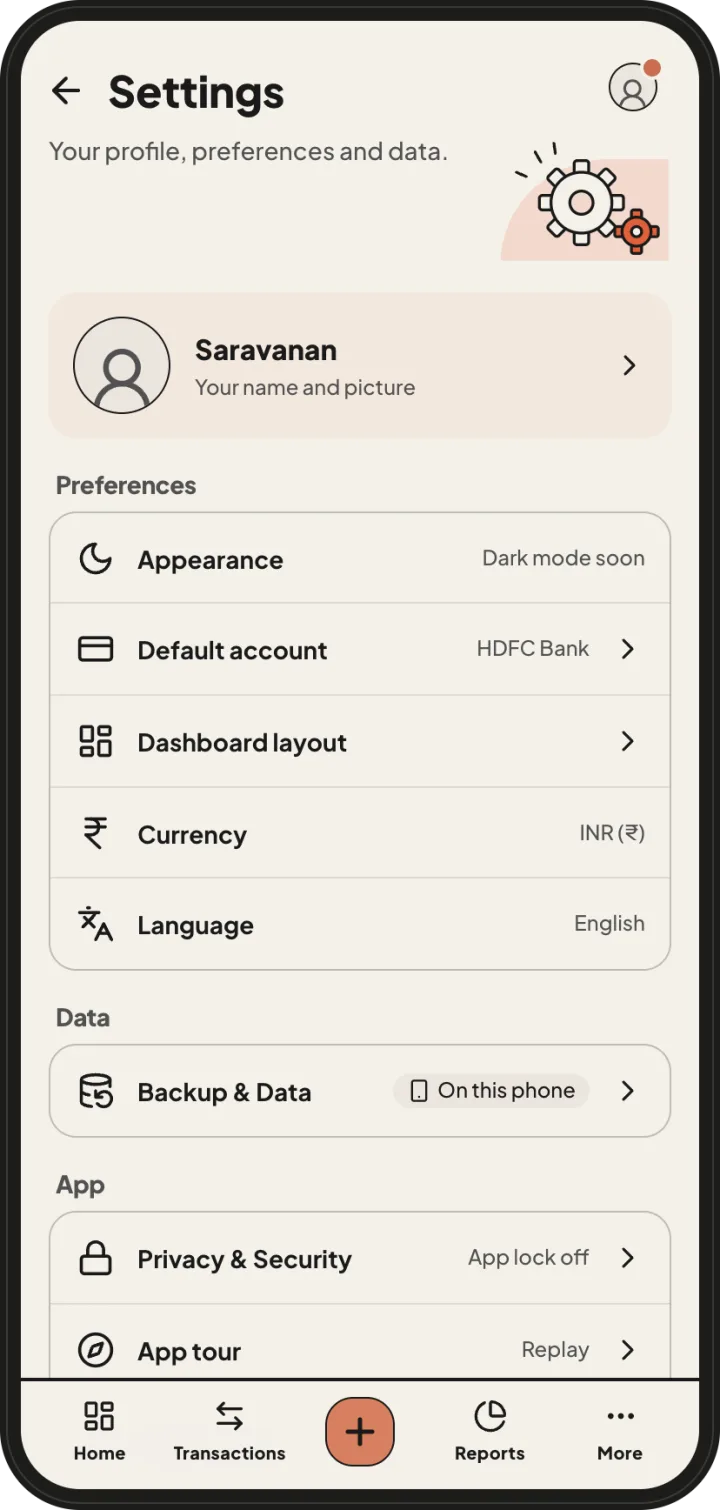 Settings
Your profile, preferences and data.
Saravanan
Your name and picture
Preferences
Appearance Dark mode soon
Default account HDFC Bank
Dashboard layout
Currency INR (₹)
Language English
Data
Backup & Data On this phone
App
Privacy & Security App lock off
App tour Replay
Home Transactions Reports More